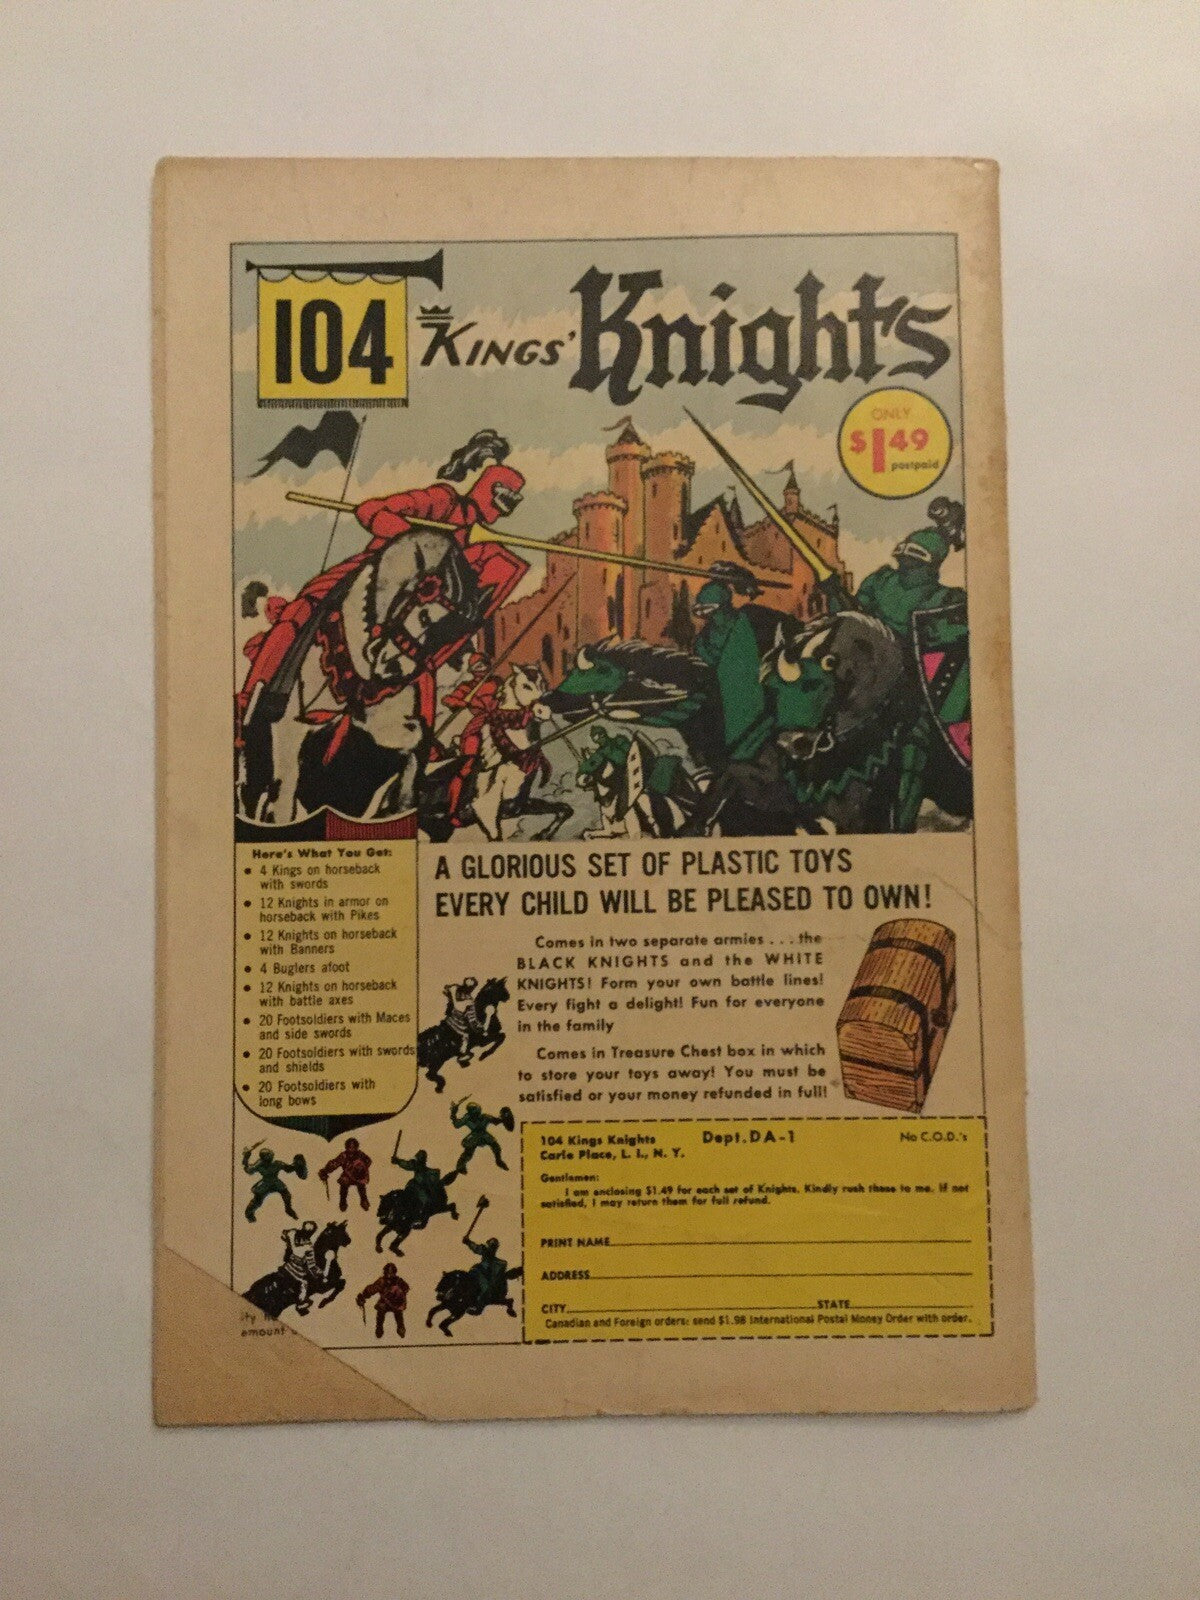 104
KINGS' Knights
ONLY
$1.49
postpaid
Here's What You Get:
• 4 Kings on horseback
with swords
• 12 Knights in armor on
horseback with Pikes
• 12 Knights on horseback
with Banners
• 4 Buglers afoot
• 12 Knights on horseback
with battle axes
• 20 Footsoldiers with Maces
and side swords
• 20 Footsoldiers with swords
and shields
• 20 Footsoldiers with
long bows
A GLORIOUS SET OF PLASTIC TOYS
EVERY CHILD WILL BE PLEASED TO OWN!
Comes in two separate armies . . . the
BLACK KNIGHTS and the WHITE
KNIGHTS! Form your own battle lines!
Every fight a delight! Fun for everyone
in the family
Comes in Treasure Chest box in which
to store your toys away! You must be
satisfied or your money refunded in full!
104 Kings Knights Dept. DA-1 No C.O.D.'s
Carle Place, L. I., N. Y.
Gentlemen:
I am enclosing $1.49 for each set of Knights. Kindly rush these to me. If not
satisfied, I may return them for full refund.
PRINT NAME
ADDRESS
CITY STATE
Canadian and Foreign orders: send $1.98 International Postal Money Order with order.
amount